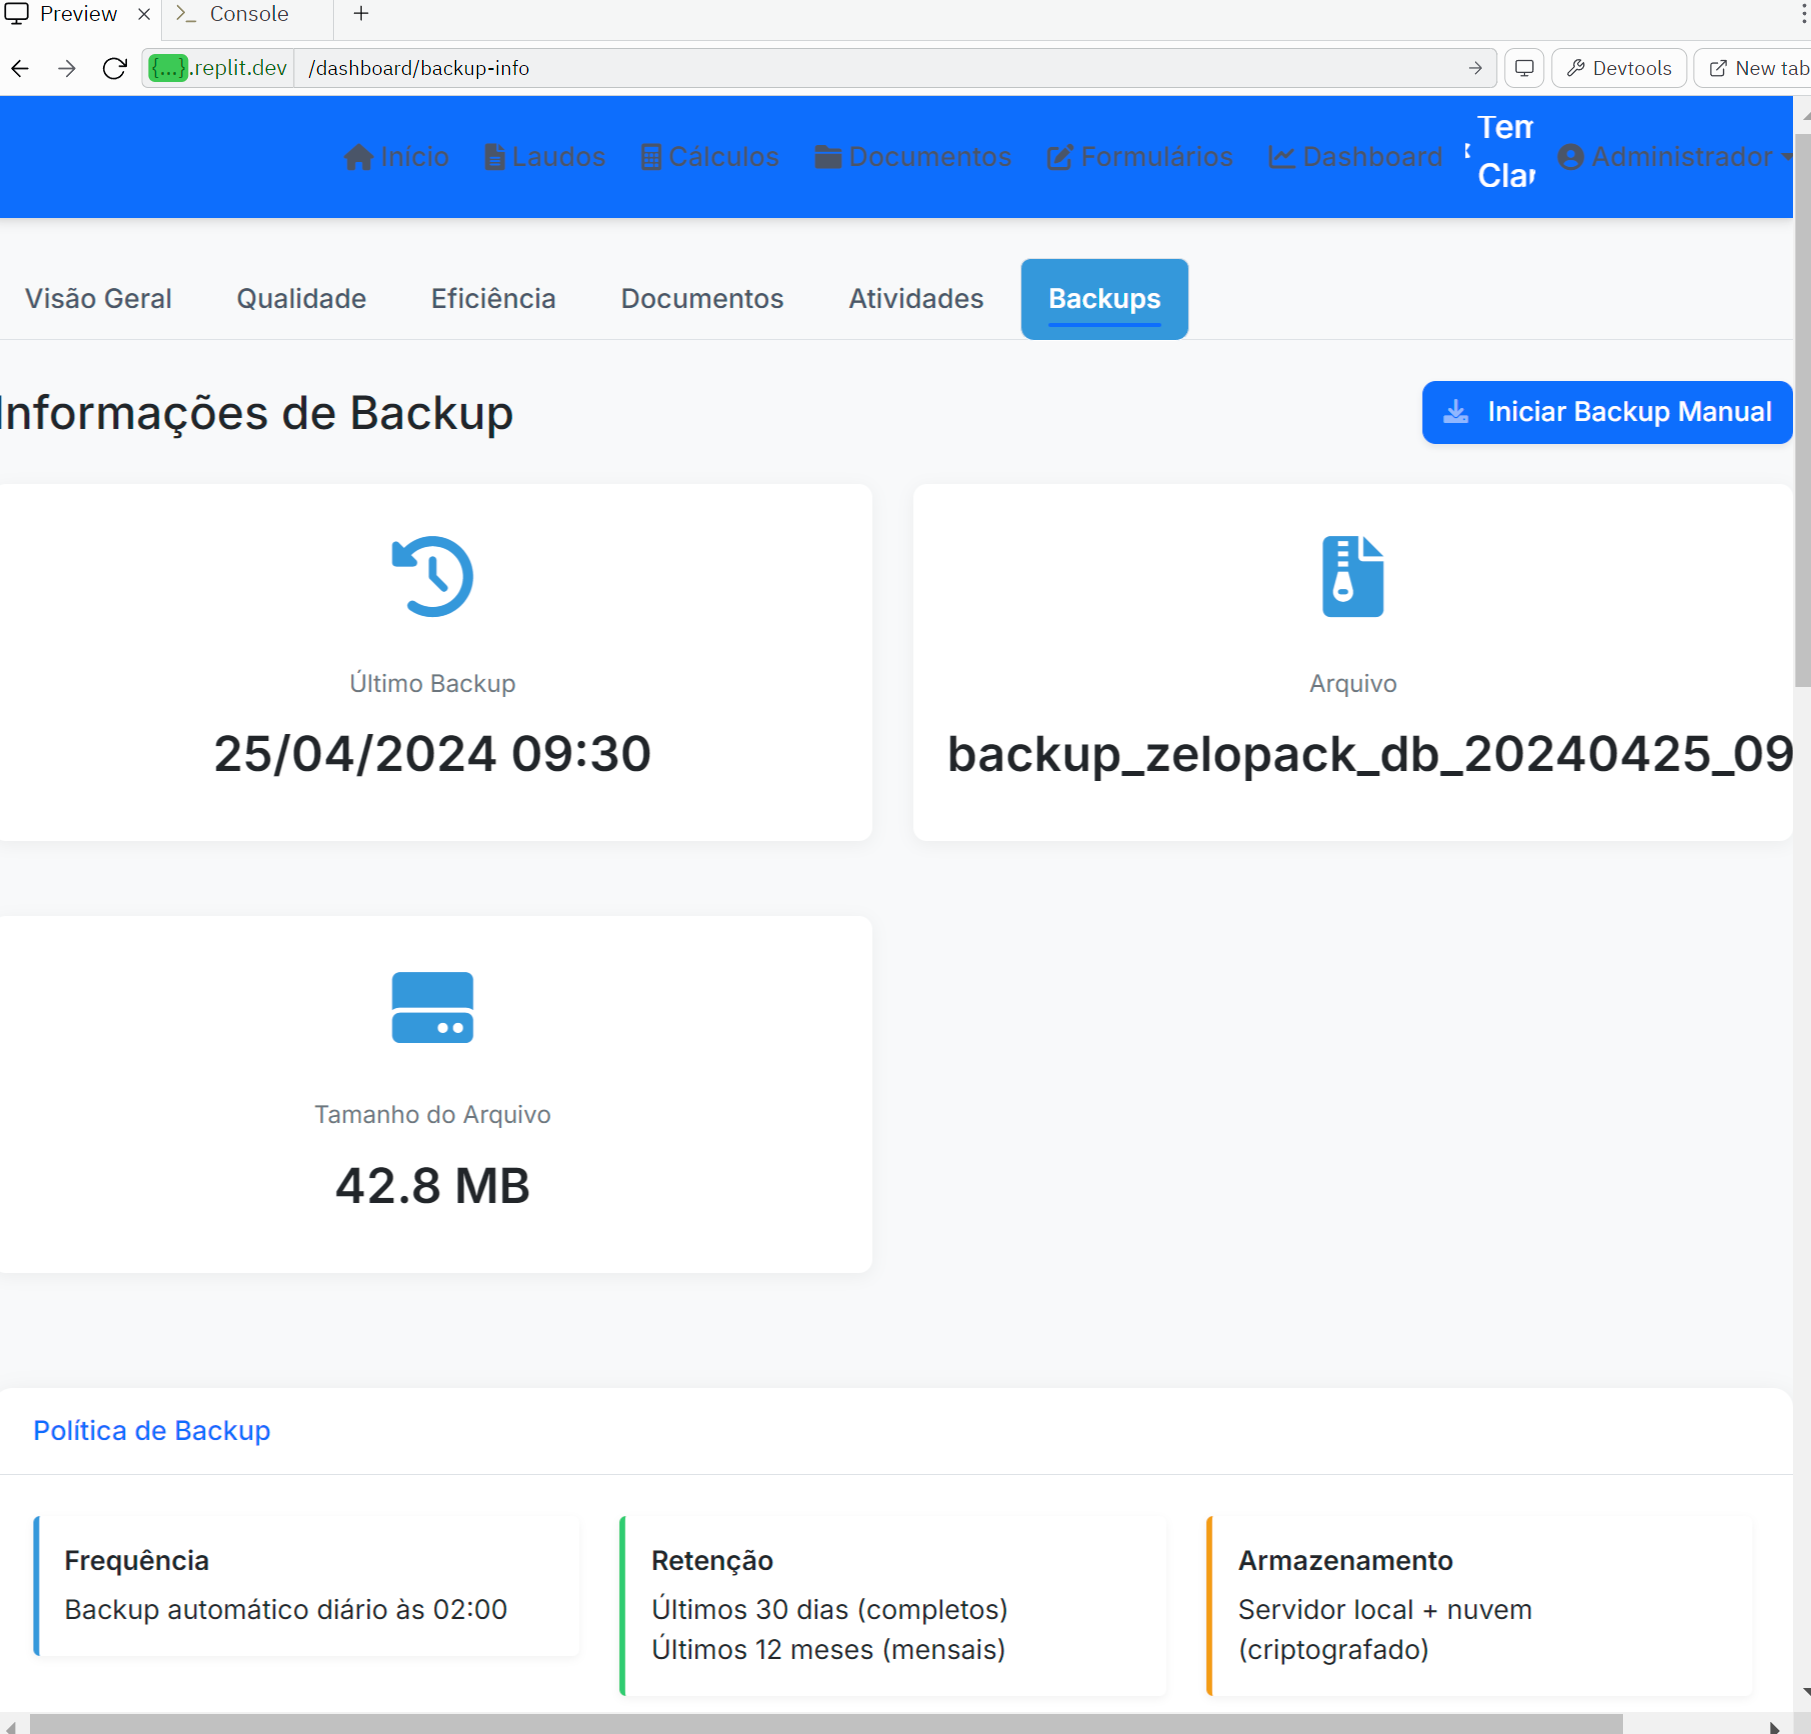 Preview
Console
{...}.replit.dev /dashboard/backup-info
Devtools
New tab
Início Laudos Cálculos Documentos Formulários Dashboard
Administrador
Visão Geral Qualidade Eficiência Documentos Atividades Backups
Informações de Backup
Iniciar Backup Manual
Último Backup
25/04/2024 09:30
Arquivo
backup_zelopack_db_20240425_09
Tamanho do Arquivo
42.8 MB
Política de Backup
Frequência
Backup automático diário às 02:00
Retenção
Últimos 30 dias (completos)
Últimos 12 meses (mensais)
Armazenamento
Servidor local + nuvem
(criptografado)